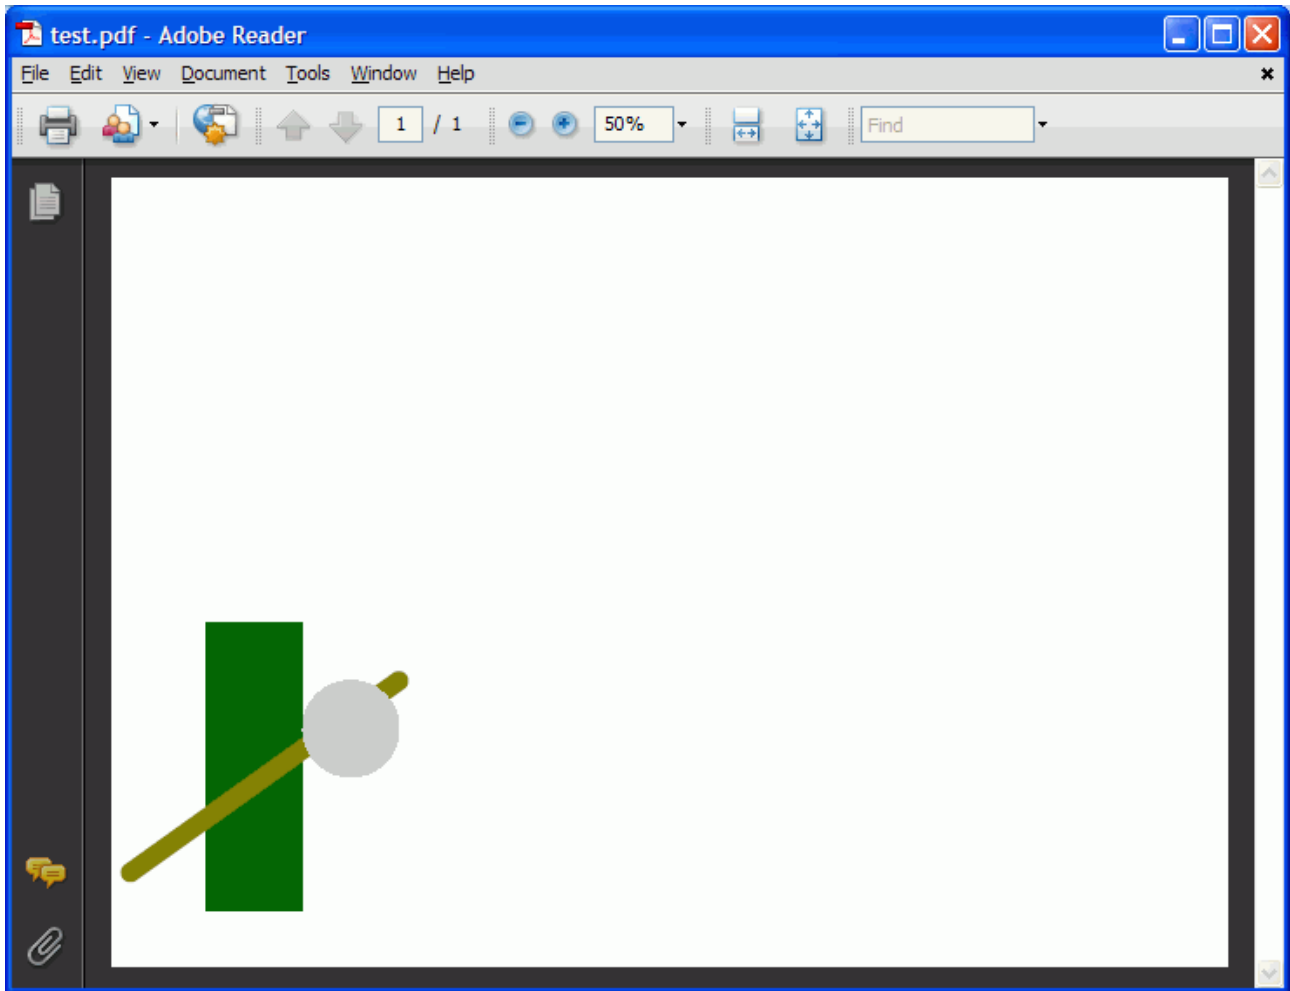 test.pdf - Adobe Reader
File Edit View Document Tools Window Help
1 / 1 50% Find